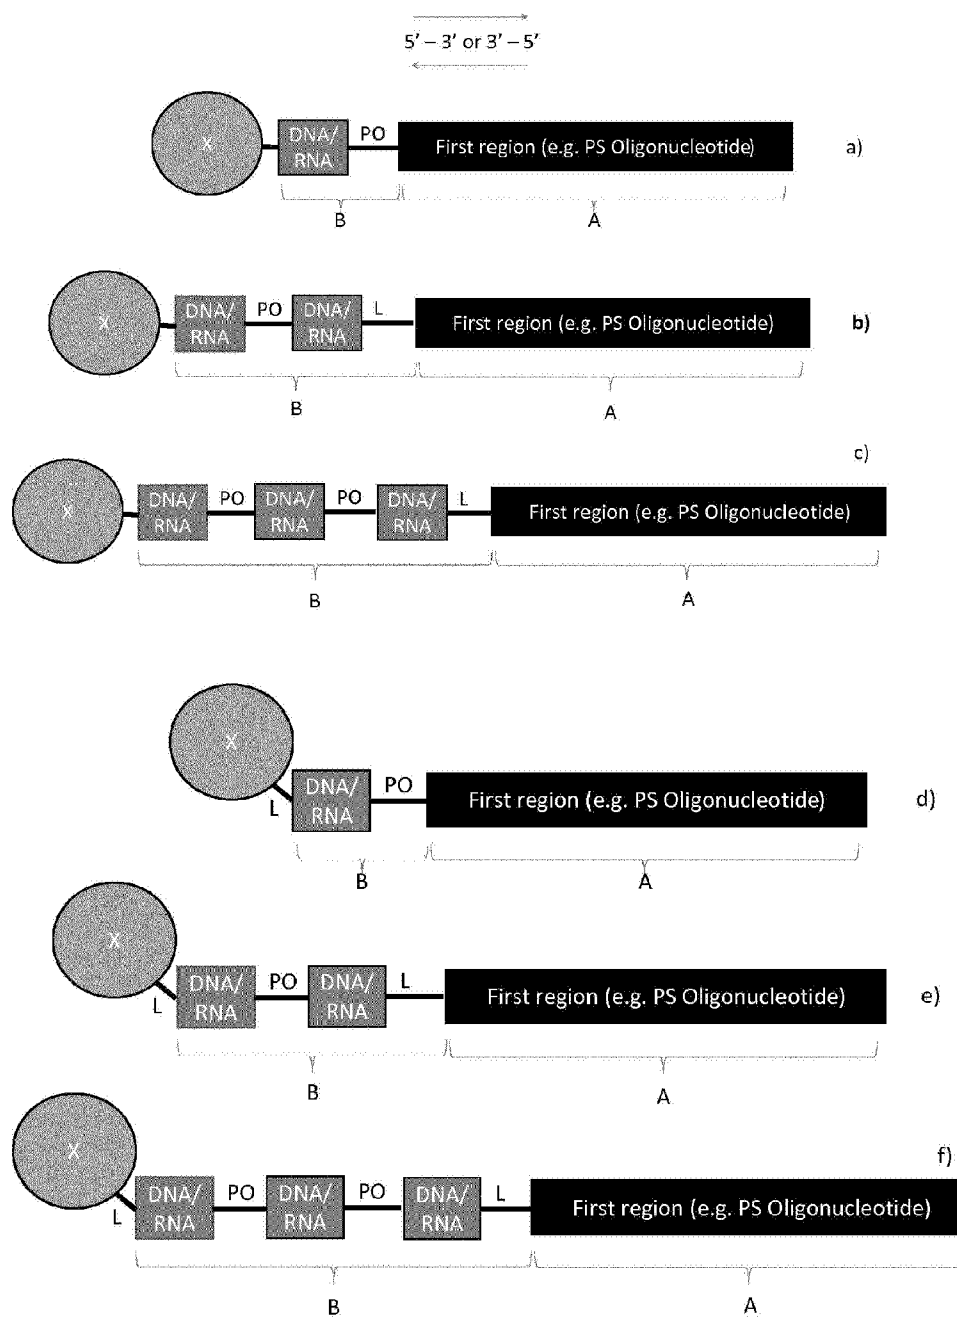 5' – 3' or 3' – 5'
X DNA/ PO First region (e.g. PS Oligonucleotide) a)
RNA
B A
X DNA/ PO DNA/ L First region (e.g. PS Oligonucleotide) b)
RNA RNA
B A
c)
X DNA/ PO DNA/ PO DNA/ L First region (e.g. PS Oligonucleotide)
RNA RNA RNA
B A
X
DNA/ PO First region (e.g. PS Oligonucleotide) d)
L RNA
B A
X
DNA/ PO DNA/ L First region (e.g. PS Oligonucleotide) e)
L RNA RNA
B A
X f)
DNA/ PO DNA/ PO DNA/ L First region (e.g. PS Oligonucleotide)
L RNA RNA RNA
B A